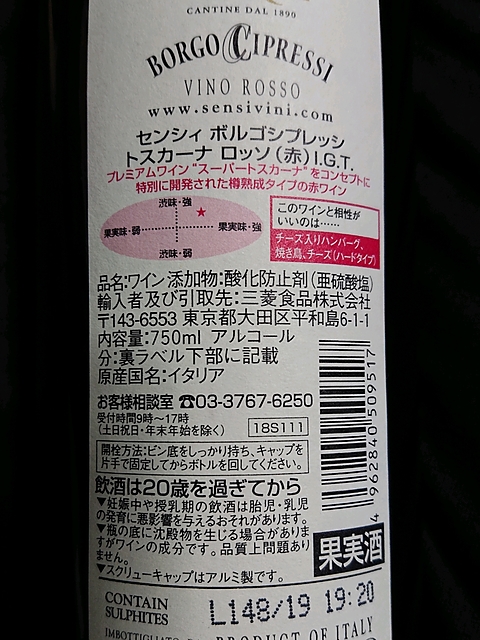 CANTINE DAL 1890
BORGO CIPRESSI
VINO ROSSO
www.sensivini.com
センシィ ボルゴシプレッシ
トスカーナ ロッソ(赤)I.G.T.
プレミアムワイン“スーパートスカーナ”をコンセプトに
特別に開発された樽熟成タイプの赤ワイン
渋味・強
果実味・弱
果実味・強
渋味・弱
このワインと相性が
いいのは……
チーズ入りハンバーグ、
焼き鳥、チーズ(ハードタイプ)
品名:ワイン 添加物:酸化防止剤(亜硫酸塩)
輸入者及び引取先:三菱食品株式会社
〒143-6553 東京都大田区平和島6-1-1
内容量:750ml アルコール
分:裏ラベル下部に記載
原産国名:イタリア
お客様相談室 ☎03-3767-6250
受付時間9時〜17時
(土日祝日・年末年始を除く)
18S111
開栓方法:ビン底をしっかり持ち、キャップを
片手で固定してからボトルを回してください。
飲酒は20歳を過ぎてから
▼妊娠中や授乳期の飲酒は胎児・乳児
の発育に悪影響を与えるおそれがあります。
▼瓶の底に沈殿物を生じる場合がありま
すがワインの成分です。品質上問題あり
ません。
▼スクリューキャップはアルミ製です。
4 962840 509517
果実酒
CONTAIN
SULPHITES
L148/19 19:20
IMBOTTIGLIATO
PRODUCT OF ITALY